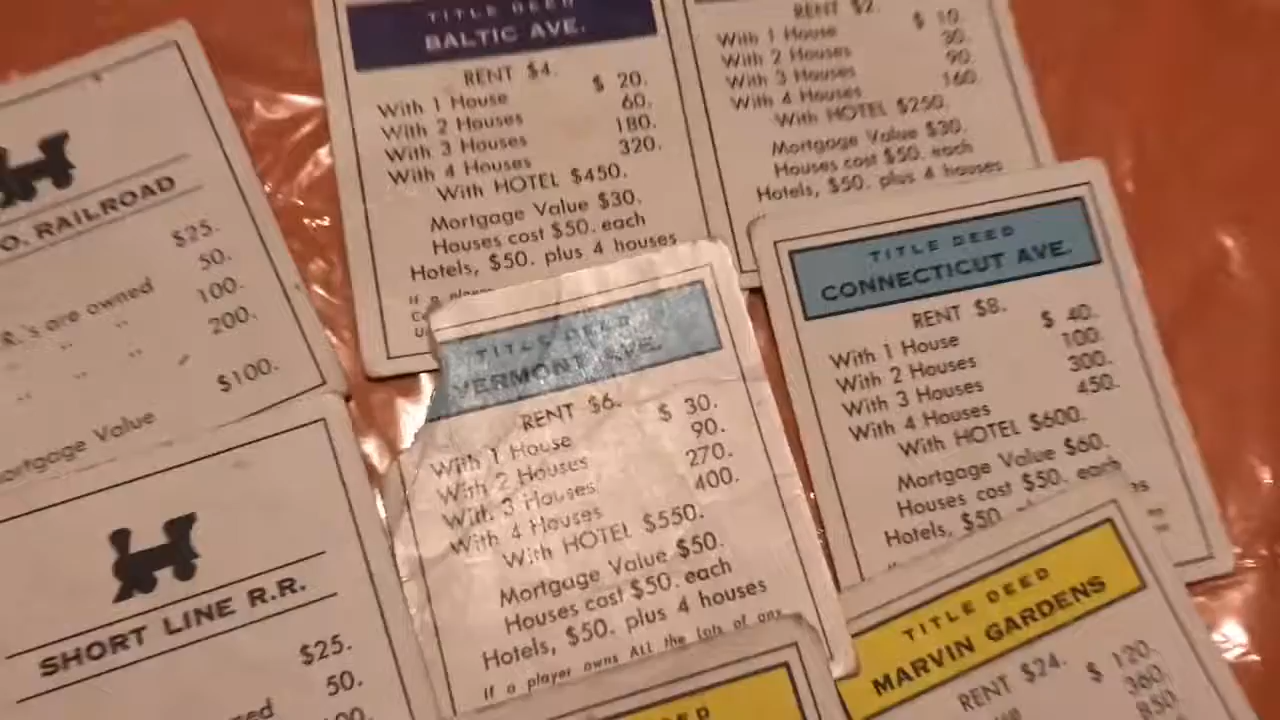 TITLE DEED
BALTIC AVE.
RENT $4.
With 1 House $ 20.
With 2 Houses 60.
With 3 Houses 180.
With 4 Houses 320.
With HOTEL $450.
Mortgage Value $30.
Houses cost $50. each
Hotels, $50. plus 4 houses
If a player
RENT $2.
With 1 House $ 10.
With 2 Houses 30.
With 3 Houses 90.
With 4 Houses 160.
With HOTEL $250.
Mortgage Value $30.
Houses cost $50. each
Hotels, $50. plus 4 houses
O. RAILROAD
$25.
R.'s are owned 50.
" " 100.
" " 200.
Mortgage Value $100.
TITLE DEED
CONNECTICUT AVE.
RENT $8.
With 1 House $ 40.
With 2 Houses 100.
With 3 Houses 300.
With 4 Houses 450.
With HOTEL $600.
Mortgage Value $60.
Houses cost $50. each
Hotels, $50
TITLE DEED
VERMONT AVE.
RENT $6.
With 1 House $ 30.
With 2 Houses 90.
With 3 Houses 270.
With 4 Houses 400.
With HOTEL $550.
Mortgage Value $50.
Houses cost $50. each
Hotels, $50. plus 4 houses
If a player owns ALL the lots of any
SHORT LINE R.R.
$25.
50.
TITLE DEED
MARVIN GARDENS
RENT $24.
$ 120.
360.
850.